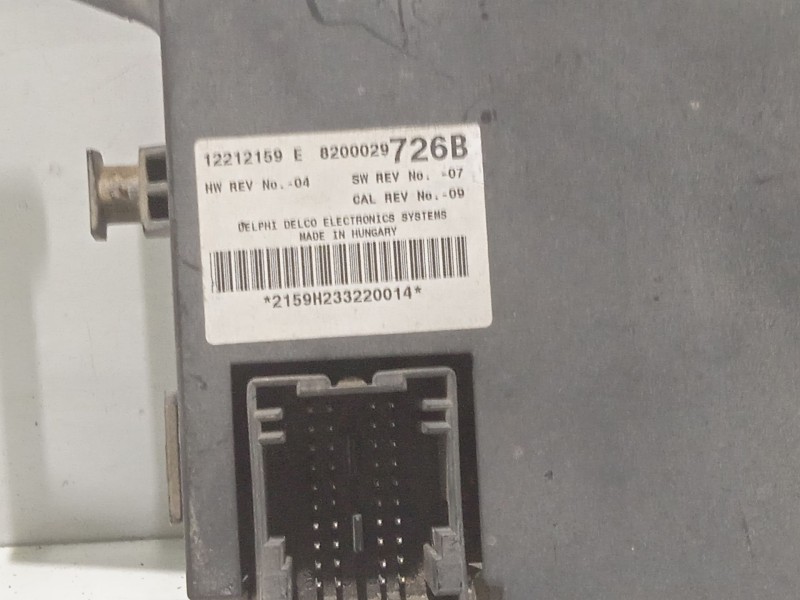 12212159 E 8200029726B
HW REV No.-04 SW REV No. -07
CAL REV No.-09
DELPHI DELCO ELECTRONICS SYSTEMS
MADE IN HUNGARY
*2159H233220014*